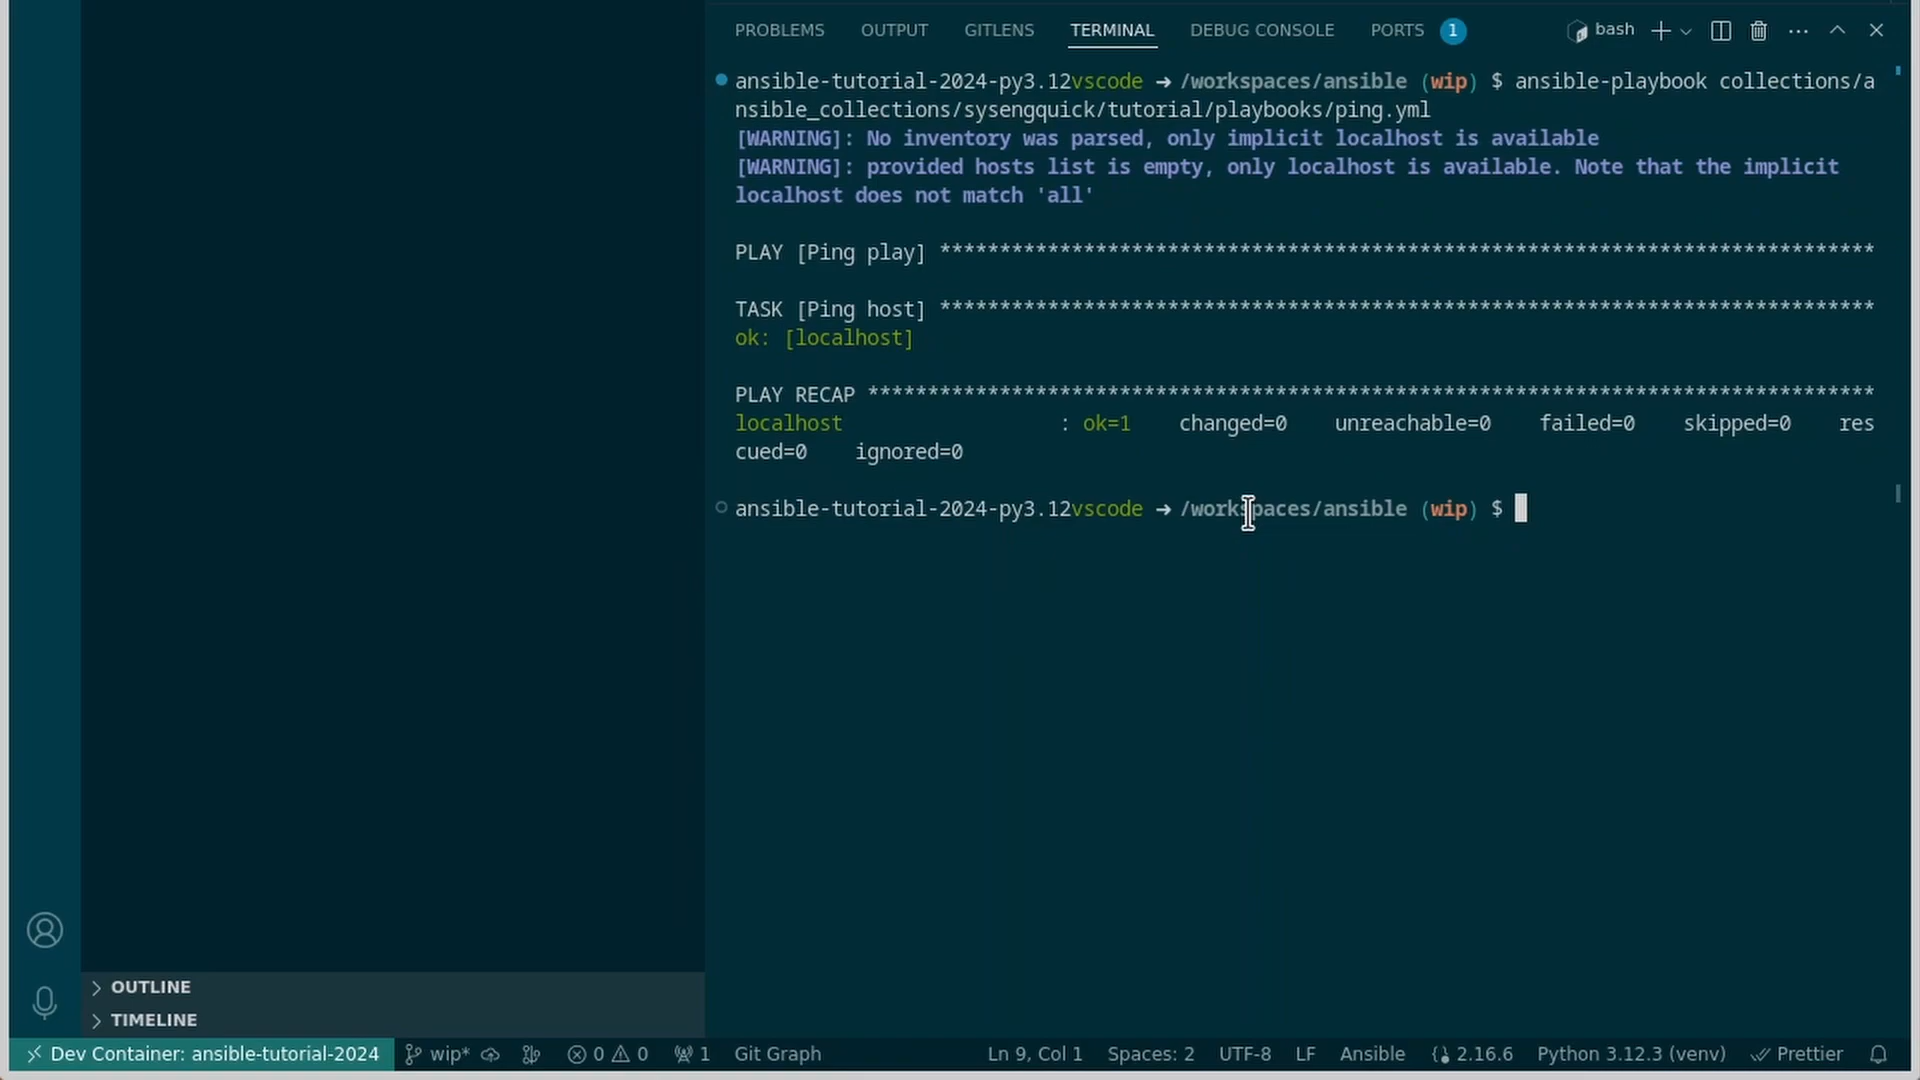 PROBLEMS OUTPUT GITLENS TERMINAL DEBUG CONSOLE PORTS 1 bash
ansible-tutorial-2024-py3.12vscode ➜ /workspaces/ansible (wip) $ ansible-playbook collections/a
nsible_collections/sysengquick/tutorial/playbooks/ping.yml
[WARNING]: No inventory was parsed, only implicit localhost is available
[WARNING]: provided hosts list is empty, only localhost is available. Note that the implicit
localhost does not match 'all'
PLAY [Ping play] ******************************************************************************
TASK [Ping host] ******************************************************************************
ok: [localhost]
PLAY RECAP ************************************************************************************
localhost : ok=1 changed=0 unreachable=0 failed=0 skipped=0 res
cued=0 ignored=0
ansible-tutorial-2024-py3.12vscode ➜ /workspaces/ansible (wip) $
OUTLINE
TIMELINE
Dev Container: ansible-tutorial-2024 wip* 0 0 1 Git Graph Ln 9, Col 1 Spaces: 2 UTF-8 LF Ansible 2.16.6 Python 3.12.3 (venv) Prettier